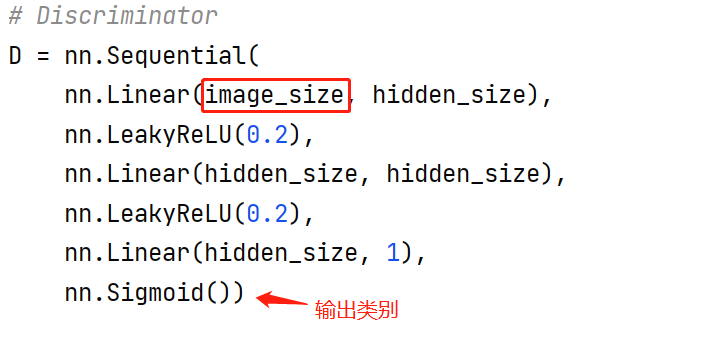 # Discriminator
D = nn.Sequential(
    nn.Linear(image_size, hidden_size),
    nn.LeakyReLU(0.2),
    nn.Linear(hidden_size, hidden_size),
    nn.LeakyReLU(0.2),
    nn.Linear(hidden_size, 1),
    nn.Sigmoid())
输出类别